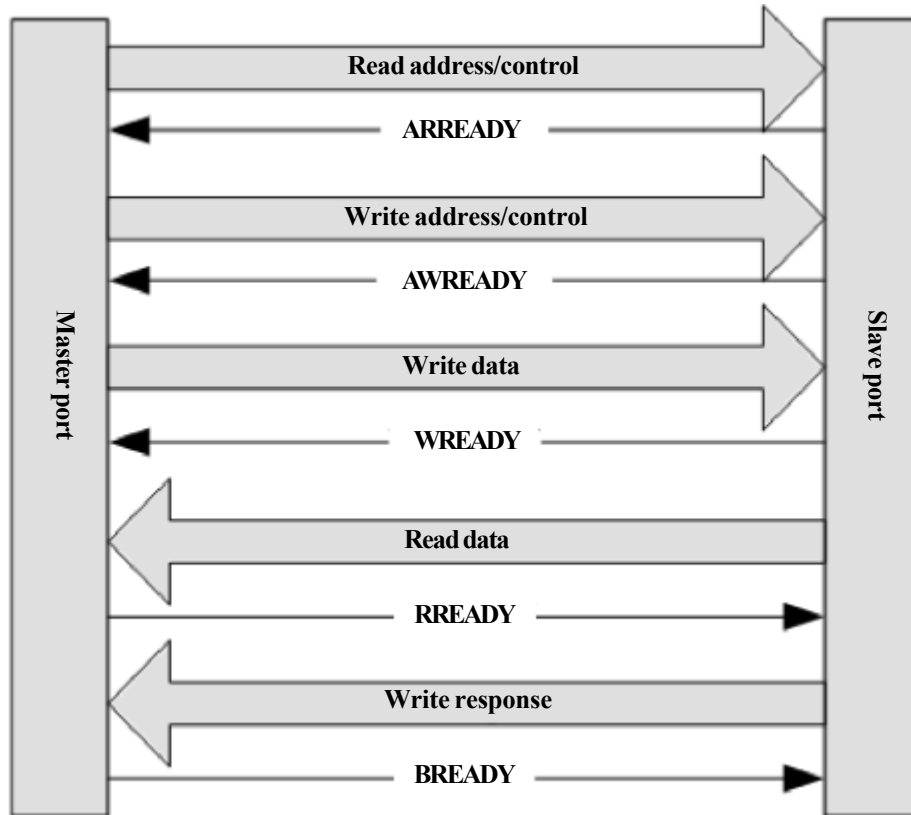 Read address/control
ARREADY
Write address/control
AWREADY
Master port
Slave port
Write data
WREADY
Read data
RREADY
Write response
BREADY